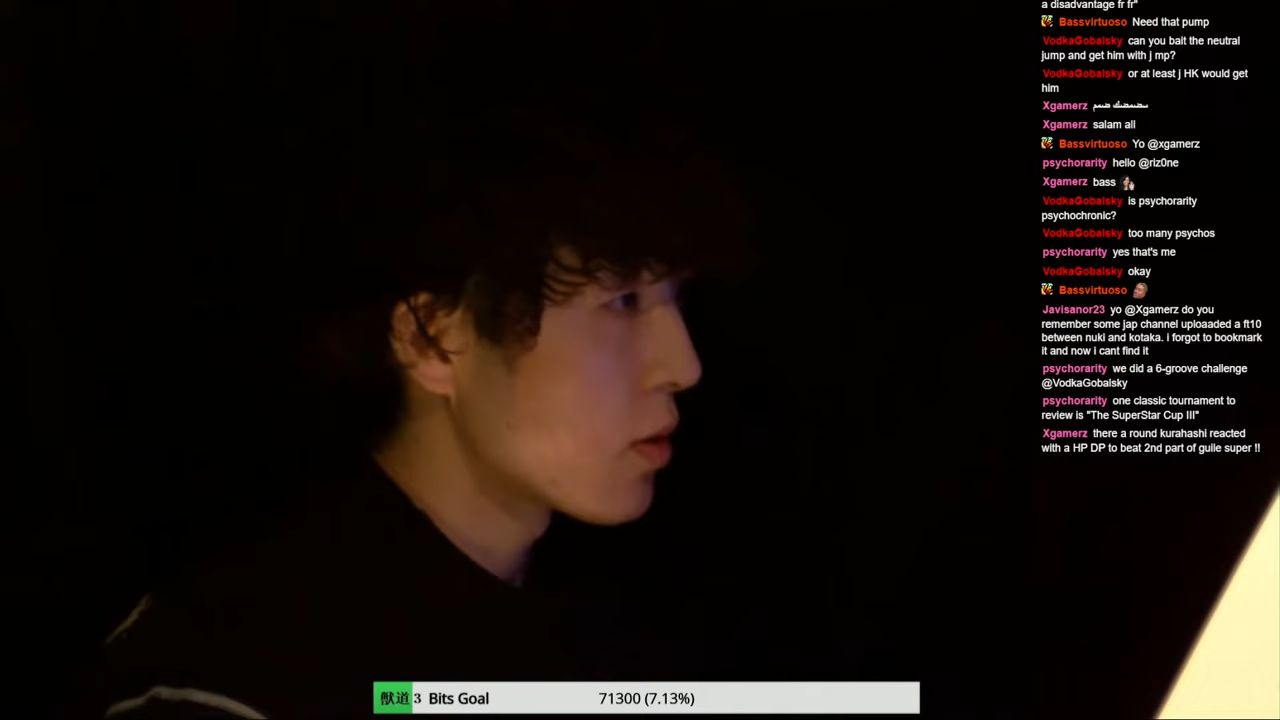 a disadvantage fr fr"
Bassvirtuoso Need that pump
VodkaGobalsky can you bait the neutral
jump and get him with j mp?
VodkaGobalsky or at least j HK would get
him
Xgamerz
Xgamerz salam all
Bassvirtuoso Yo @xgamerz
psychorarity hello @riz0ne
Xgamerz bass
VodkaGobalsky is psychorarity
psychochronic?
VodkaGobalsky too many psychos
psychorarity yes that's me
VodkaGobalsky okay
Bassvirtuoso
Javisanor23 yo @Xgamerz do you
remember some jap channel uploaaded a ft10
between nuki and kotaka. i forgot to bookmark
it and now i cant find it
psychorarity we did a 6-groove challenge
@VodkaGobalsky
psychorarity one classic tournament to
review is "The SuperStar Cup III"
Xgamerz there a round kurahashi reacted
with a HP DP to beat 2nd part of guile super !!
獣道 3 Bits Goal 71300 (7.13%)